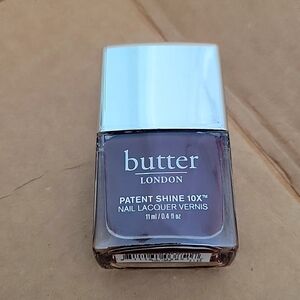 butter
LONDON
PATENT SHINE 10X™
NAIL LACQUER VERNIS
11 ml / 0.4 fl oz